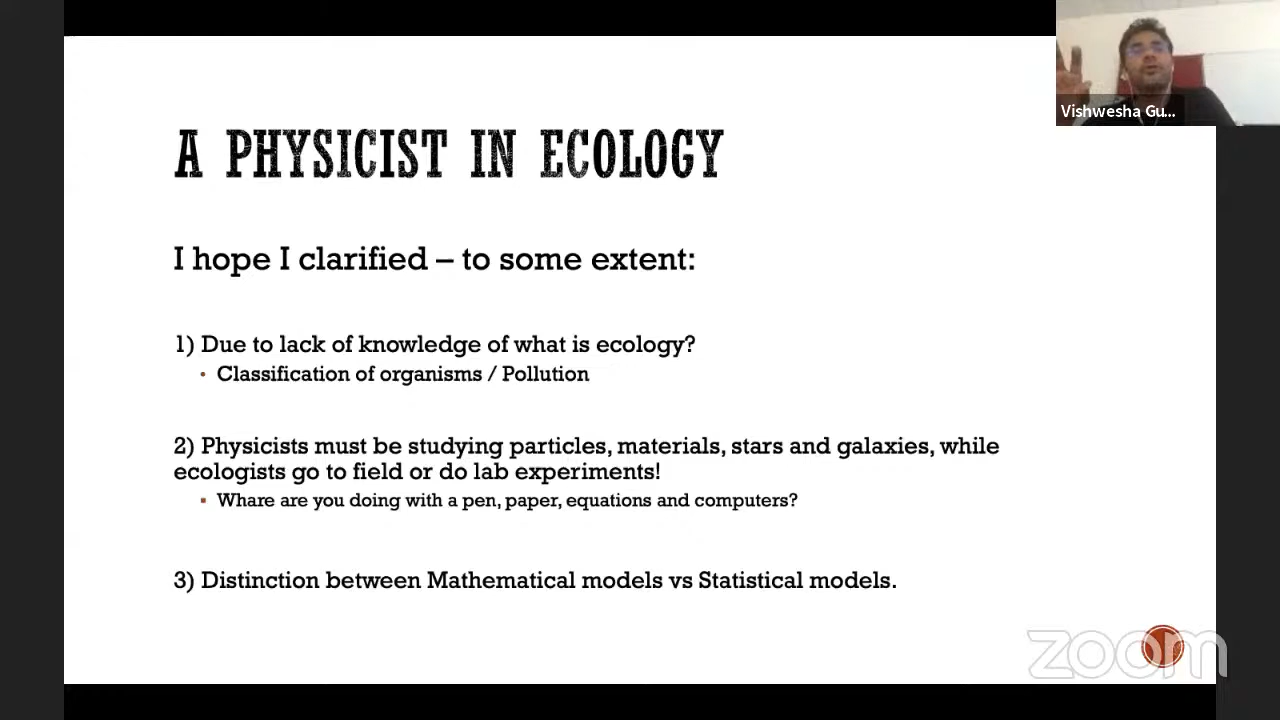 A PHYSICIST IN ECOLOGY
Vishwesha Gu...
I hope I clarified – to some extent:
1) Due to lack of knowledge of what is ecology?
• Classification of organisms / Pollution
2) Physicists must be studying particles, materials, stars and galaxies, while
ecologists go to field or do lab experiments!
▪ Whare are you doing with a pen, paper, equations and computers?
3) Distinction between Mathematical models vs Statistical models.
zoom